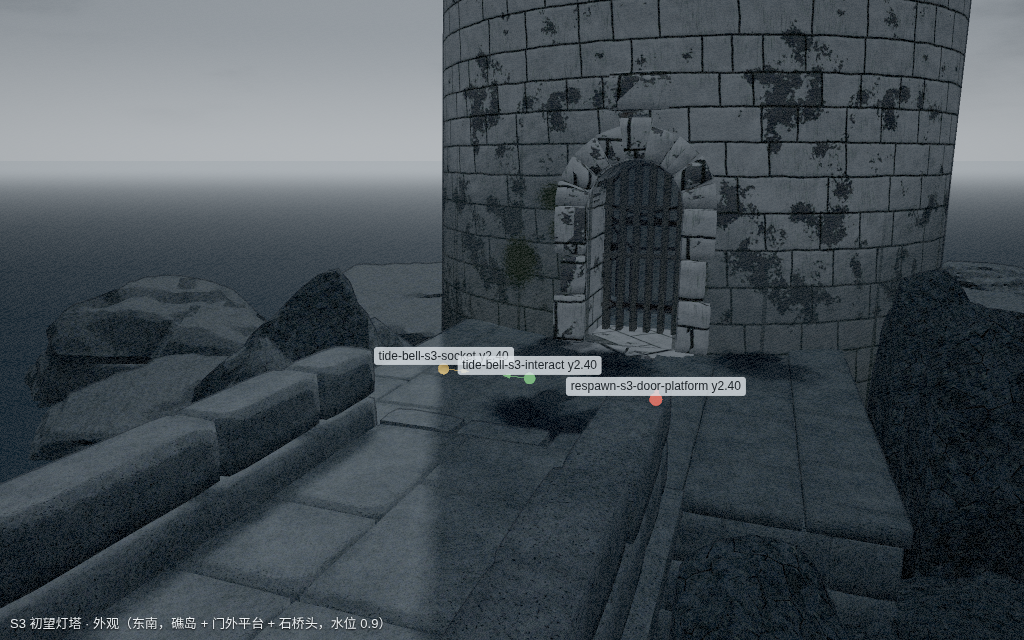 tide-bell-s3-socket y2.40
tide-bell-s3-interact y2.40
respawn-s3-door-platform y2.40
S3 初望灯塔 · 外观（东南，礁岛 + 门外平台 + 石桥头，水位 0.9）